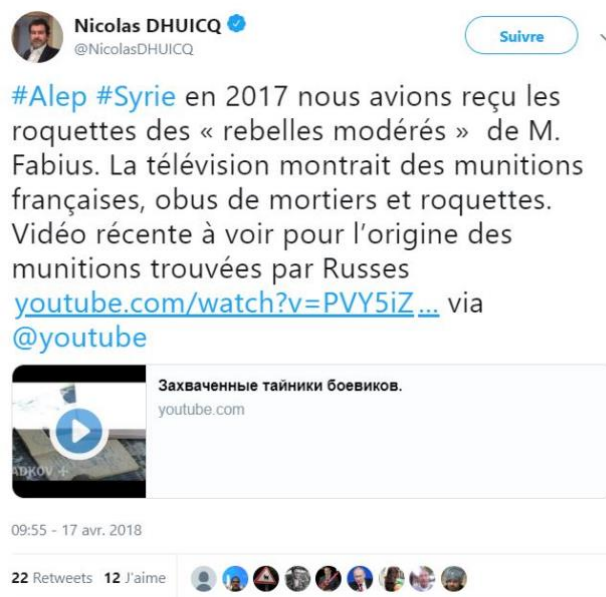 Nicolas DHUICQ
@NicolasDHUICQ
Suivre
#Alep #Syrie en 2017 nous avions reçu les
roquettes des « rebelles modérés » de M.
Fabius. La télévision montrait des munitions
françaises, obus de mortiers et roquettes.
Vidéo récente à voir pour l'origine des
munitions trouvées par Russes
youtube.com/watch?v=PVY5iZ... via
@youtube
Захваченные тайники боевиков.
youtube.com
ADKOV
09:55 - 17 avr. 2018
22 Retweets 12 J'aime